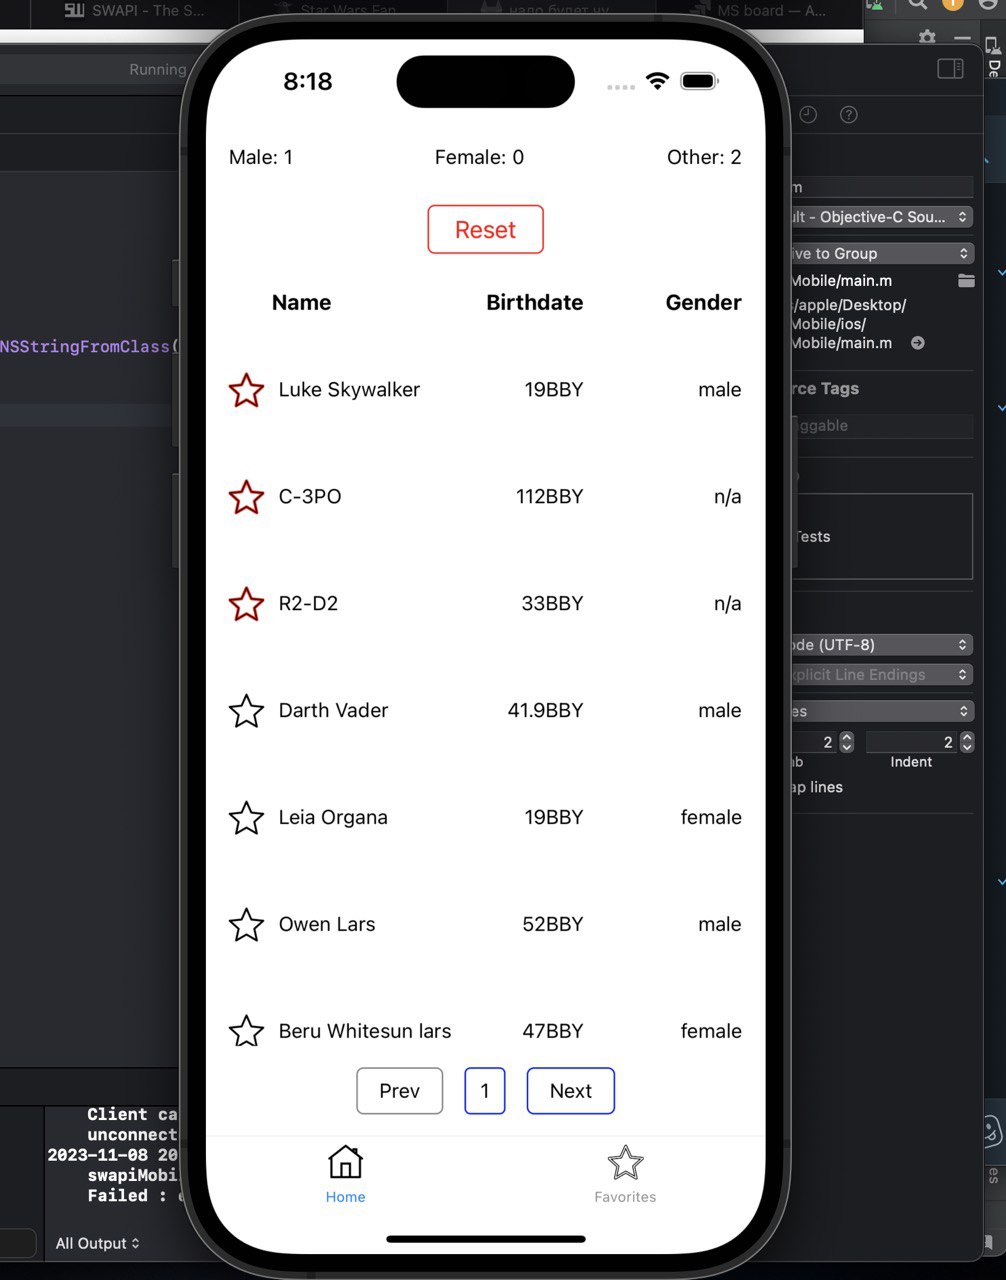 SWAPI - The S...
Star Wars Fan
надо будет чу
MS board — A...
Running
De
8:18
Male: 1
Female: 0
Other: 2
Reset
Name
Birthdate
Gender
Luke Skywalker
19BBY
male
C-3PO
112BBY
n/a
R2-D2
33BBY
n/a
Darth Vader
41.9BBY
male
Leia Organa
19BBY
female
Owen Lars
52BBY
male
Beru Whitesun lars
47BBY
female
Prev
1
Next
Home
Favorites
NSStringFromClass(
Client ca
unconnect
2023-11-08 20
swapiMobi
Failed :
All Output
m
ult - Objective-C Sou...
ive to Group
Mobile/main.m
s/apple/Desktop/
Mobile/ios/
Mobile/main.m
rce Tags
ggable
Tests
ode (UTF-8)
xplicit Line Endings
es
2
2
ab
Indent
ap lines
es